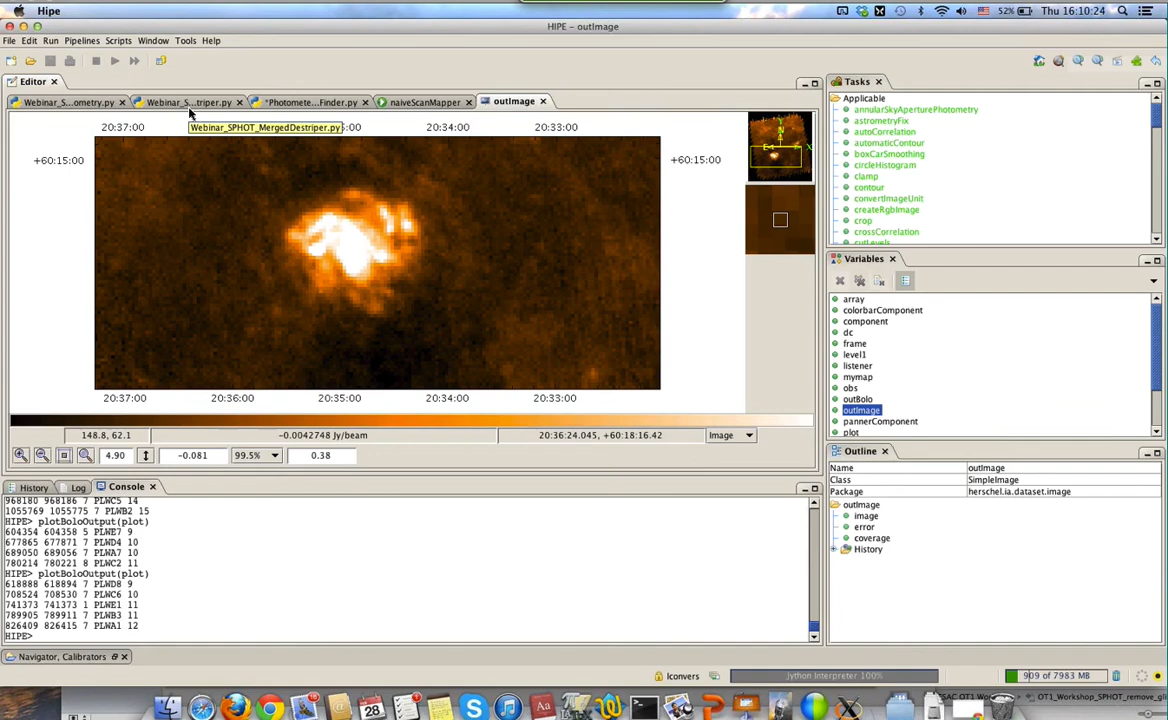 HIPE 52% Thu 16:10:24
HIPE – outImage
File Edit Run Pipelines Scripts Window Tools Help
Editor
Webinar_S...ometry.py Webinar_S...triper.py *Photomete...Finder.py naiveScanMapper outImage
Webinar_SPHOT_MergedDestriper.py
20:37:00 5:00 20:34:00 20:33:00
+60:15:00 +60:15:00
Y
E X
20:37:00 20:36:00 20:35:00 20:34:00 20:33:00
148.8, 62.1 -0.0042748 Jy/beam 20:36:24.045, +60:18:16.42 Image
4.90 -0.081 99.5% 0.38
History Log Console
968180 968186 7 PLWC5 14
1055769 1055775 7 PLWB2 15
HIPE> plotBoloOutput(plot)
604354 604358 5 PLWE7 9
677865 677871 7 PLWD4 10
689050 689056 7 PLWA7 10
780214 780221 8 PLWC2 11
HIPE> plotBoloOutput(plot)
618888 618894 7 PLWD8 9
708524 708530 7 PLWC6 10
741373 741373 1 PLWE1 11
789905 789911 7 PLWB3 11
826409 826415 7 PLWA1 12
HIPE>
Navigator, Calibrators
Tasks
Applicable
annularSkyAperturePhotometry
astrometryFix
autoCorrelation
automaticContour
boxCarSmoothing
circleHistogram
clamp
contour
convertImageUnit
createRgbImage
crop
crossCorrelation
cutLevels
Variables
array
colorbarComponent
component
dc
frame
level1
listener
mymap
obs
outBolo
outImage
pannerComponent
plot
Outline
Name outImage
Class SimpleImage
Package herschel.ia.dataset.image
outImage
image
error
coverage
History
Iconvers Jython Interpreter 100% 909 of 7983 MB
SAC OT1_Workshop OT1_Workshop_SPHOT_remove_gli
28